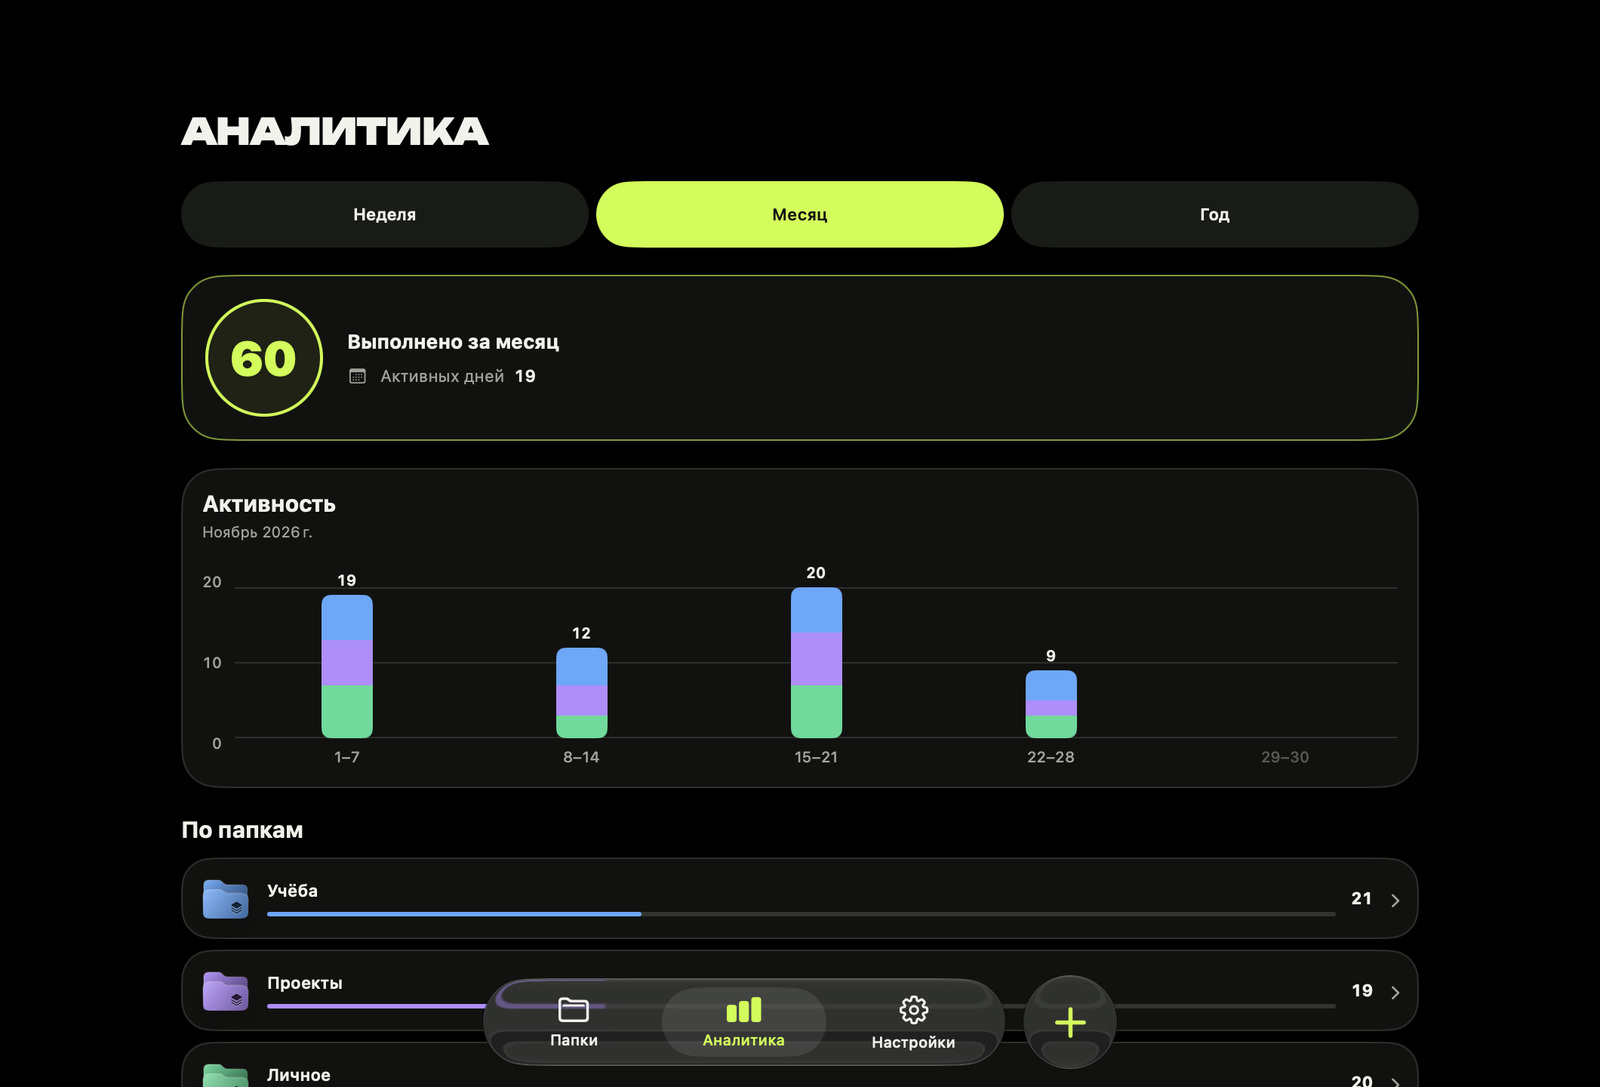 АНАЛИТИКА
Неделя
Месяц
Год
60
Выполнено за месяц
Активных дней 19
Активность
Ноябрь 2026 г.
20
10
0
19
12
20
9
1–7
8–14
15–21
22–28
29–30
По папкам
Учёба
21
Проекты
19
Личное
20
Папки
Аналитика
Настройки